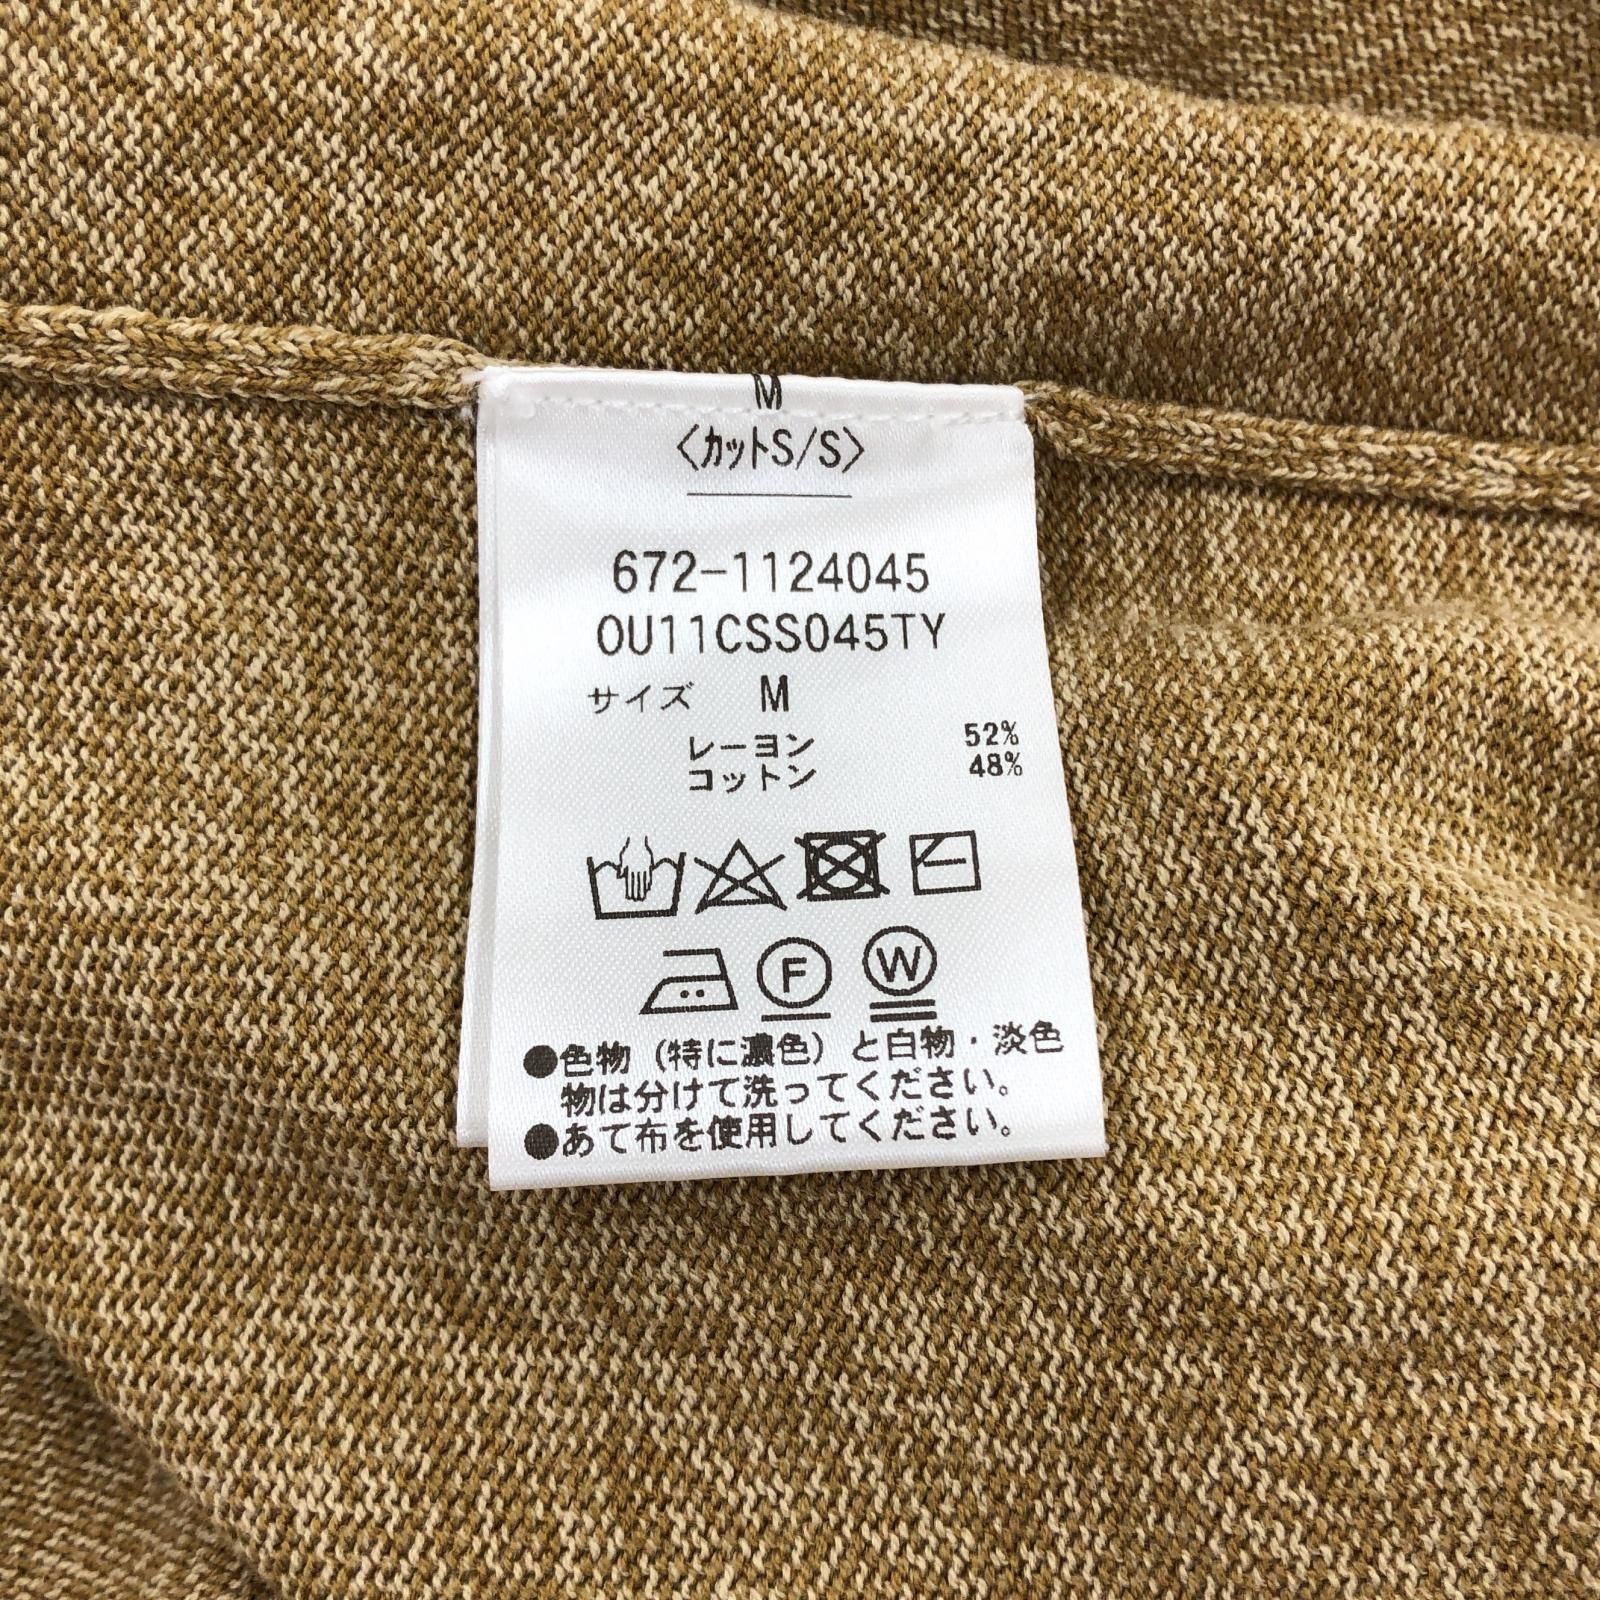 M
〈カットS/S〉
672-1124045
OU11CSS045TY
サイズ M
レーヨン 52%
コットン 48%
F W
●色物(特に濃色)と白物・淡色
物は分けて洗ってください。
●あて布を使用してください。